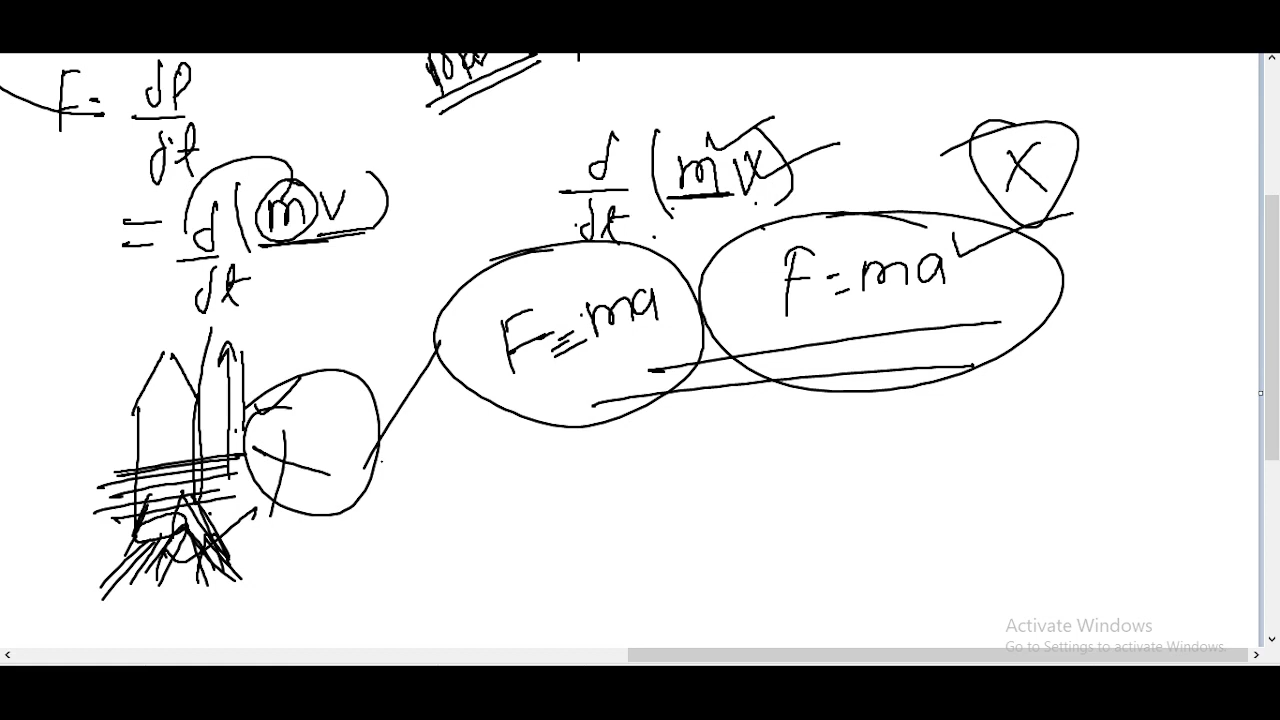 F = dP/dt
= d/dt (mv)
d/dt (mv)
X
F = ma
F = ma
Activate Windows
Go to Settings to activate Windows.